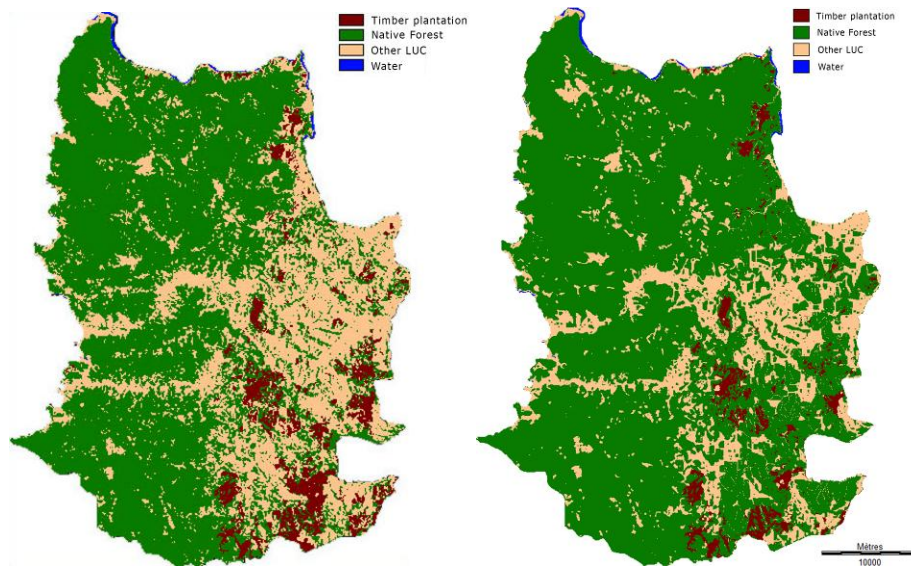 Timber plantation
Native Forest
Other LUC
Water
Timber plantation
Native Forest
Other LUC
Water
Mètres
10000